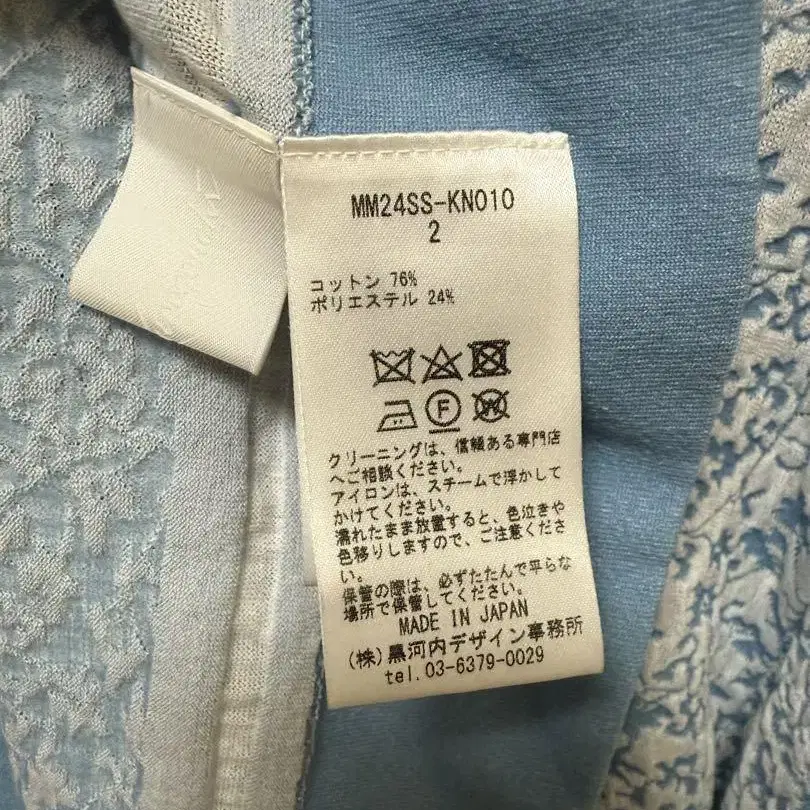 MM24SS-KN010
2
コットン 76%
ポリエステル 24%
F
W
クリーニングは、信頼ある専門店
へご相談ください。
アイロンは、スチームで浮かして
かけてください。
濡れたまま放置すると、色泣きや
色移りしますので、ご注意くださ
い。
保管の際は、必ずたたんで平らな
場所で保管してください。
MADE IN JAPAN
(株)黒河内デザイン事務所
tel.03-6379-0029